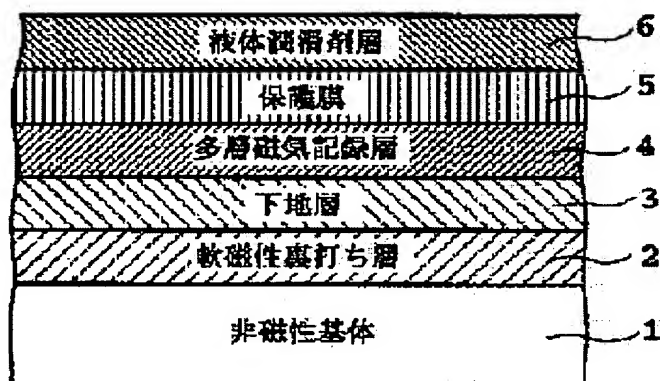 液体潤滑剤層 6
保護膜 5
多層磁気記録層 4
下地層 3
軟磁性裏打ち層 2
非磁性基体 1